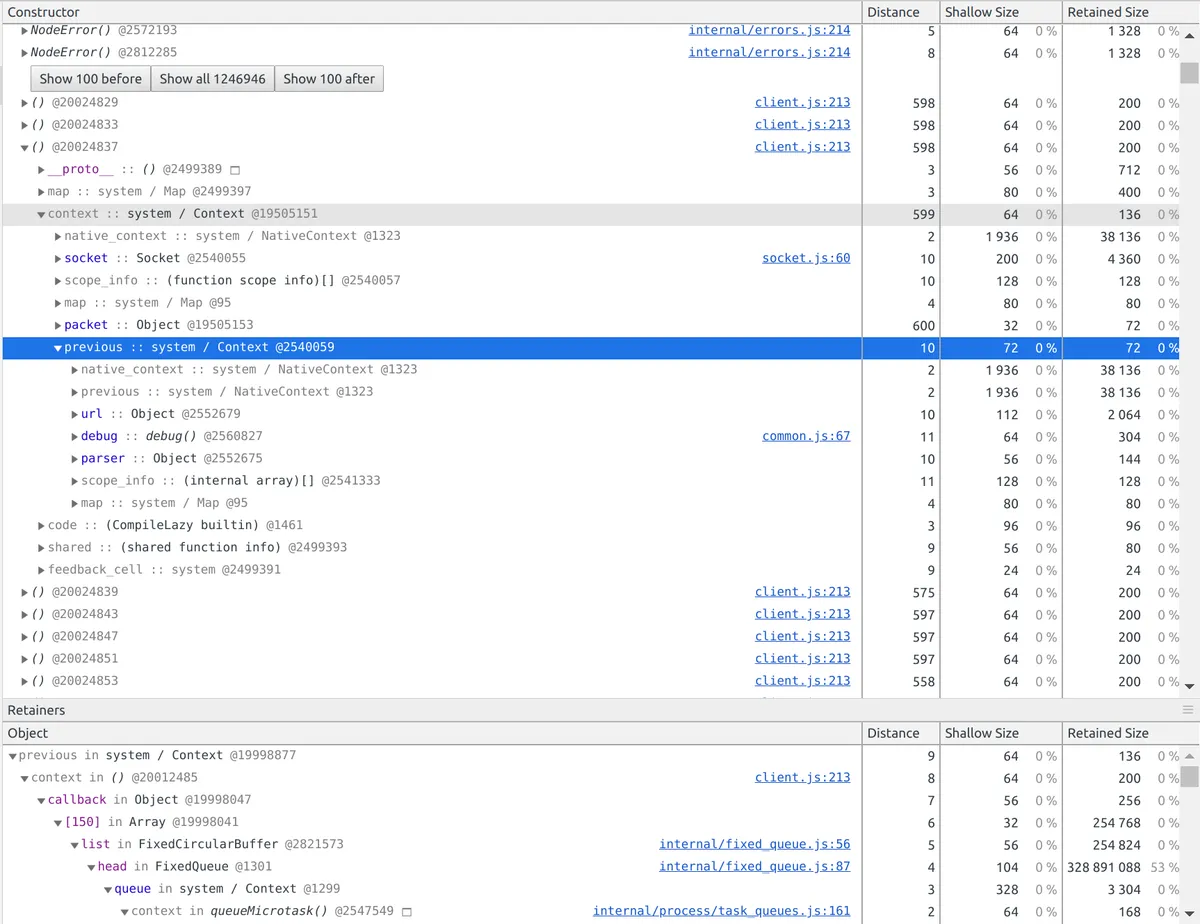 Constructor Distance Shallow Size Retained Size
NodeError() @2572193 internal/errors.js:214 5 64 0 % 1 328 0 %
NodeError() @2812285 internal/errors.js:214 8 64 0 % 1 328 0 %
Show 100 before Show all 1246946 Show 100 after
() @20024829 client.js:213 598 64 0 % 200 0 %
() @20024833 client.js:213 598 64 0 % 200 0 %
() @20024837 client.js:213 598 64 0 % 200 0 %
__proto__ :: () @2499389 3 56 0 % 712 0 %
map :: system / Map @2499397 3 80 0 % 400 0 %
context :: system / Context @19505151 599 64 0 % 136 0 %
native_context :: system / NativeContext @1323 2 1 936 0 % 38 136 0 %
socket :: Socket @2540055 socket.js:60 10 200 0 % 4 360 0 %
scope_info :: (function scope info)[] @2540057 10 128 0 % 128 0 %
map :: system / Map @95 4 80 0 % 80 0 %
packet :: Object @19505153 600 32 0 % 72 0 %
previous :: system / Context @2540059 10 72 0 % 72 0 %
native_context :: system / NativeContext @1323 2 1 936 0 % 38 136 0 %
previous :: system / NativeContext @1323 2 1 936 0 % 38 136 0 %
url :: Object @2552679 10 112 0 % 2 064 0 %
debug :: debug() @2560827 common.js:67 11 64 0 % 304 0 %
parser :: Object @2552675 10 56 0 % 144 0 %
scope_info :: (internal array)[] @2541333 11 128 0 % 128 0 %
map :: system / Map @95 4 80 0 % 80 0 %
code :: (CompileLazy builtin) @1461 3 96 0 % 96 0 %
shared :: (shared function info) @2499393 9 56 0 % 80 0 %
feedback_cell :: system @2499391 9 24 0 % 24 0 %
() @20024839 client.js:213 575 64 0 % 200 0 %
() @20024843 client.js:213 597 64 0 % 200 0 %
() @20024847 client.js:213 597 64 0 % 200 0 %
() @20024851 client.js:213 597 64 0 % 200 0 %
() @20024853 client.js:213 558 64 0 % 200 0 %
Retainers
Object Distance Shallow Size Retained Size
previous in system / Context @19998877 9 64 0 % 136 0 %
context in () @20012485 client.js:213 8 64 0 % 200 0 %
callback in Object @19998047 7 56 0 % 256 0 %
[150] in Array @19998041 6 32 0 % 254 768 0 %
list in FixedCircularBuffer @2821573 internal/fixed_queue.js:56 5 56 0 % 254 824 0 %
head in FixedQueue @1301 internal/fixed_queue.js:87 4 104 0 % 328 891 088 53 %
queue in system / Context @1299 3 328 0 % 3 304 0 %
context in queueMicrotask() @2547549 internal/process/task_queues.js:161 2 64 0 % 168 0 %